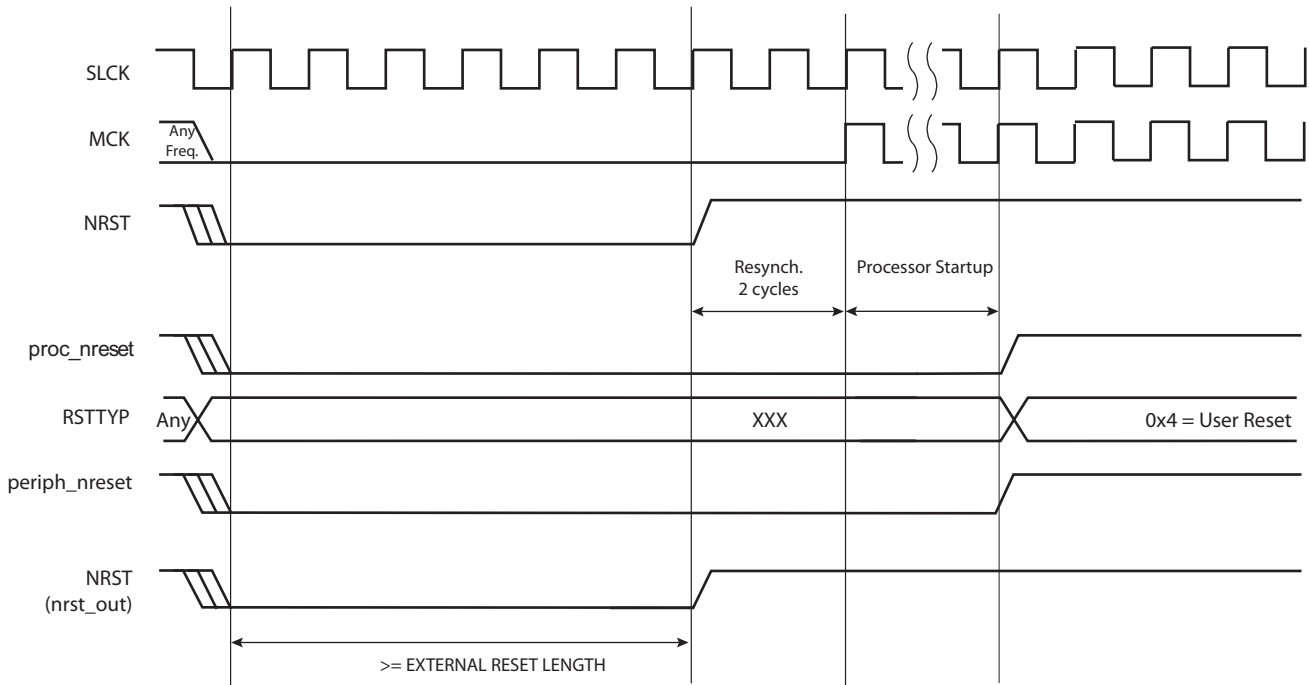 SLCK
MCK
Any
Freq.
NRST
Resynch.
2 cycles
Processor Startup
proc_nreset
RSTTYP
Any
XXX
0x4 = User Reset
periph_nreset
NRST
(nrst_out)
>= EXTERNAL RESET LENGTH